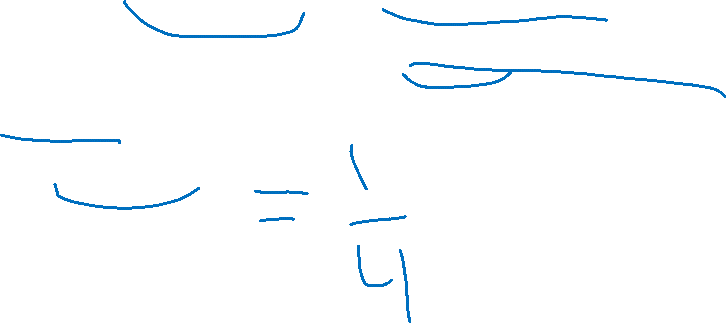 = 1/4